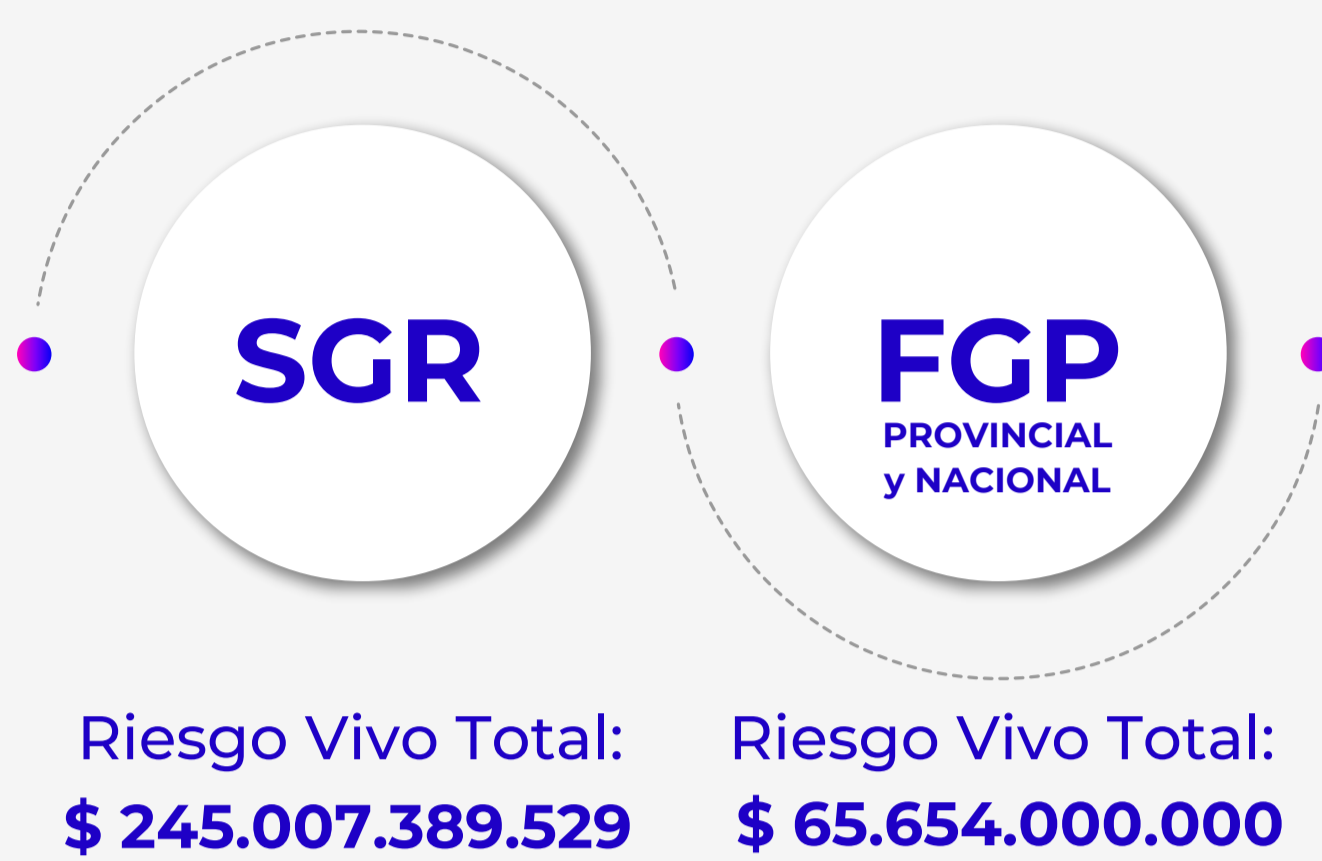 SGR
FGP
PROVINCIAL
y NACIONAL
Riesgo Vivo Total:
$ 245.007.389.529
Riesgo Vivo Total:
$ 65.654.000.000